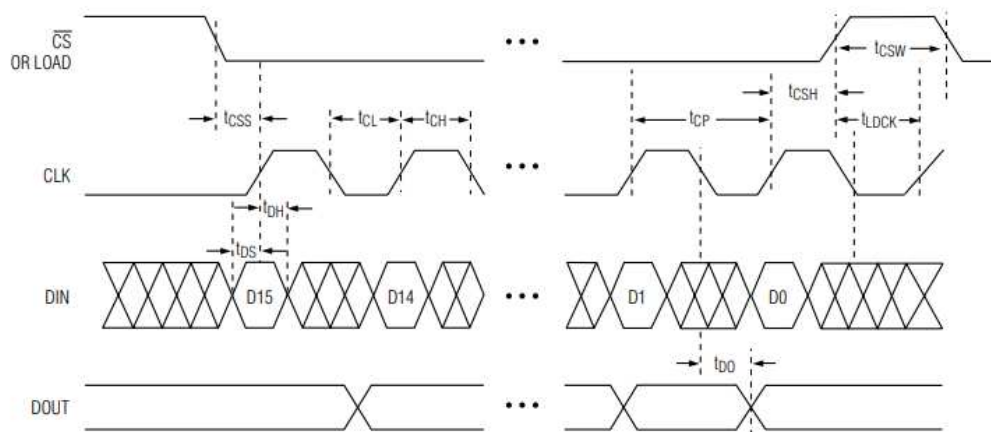 CS
OR LOAD
tCSS
tCL
tCH
tCP
tCSH
tCSW
tLDCK
CLK
tDH
tDS
DIN
D15
D14
D1
D0
tDO
DOUT